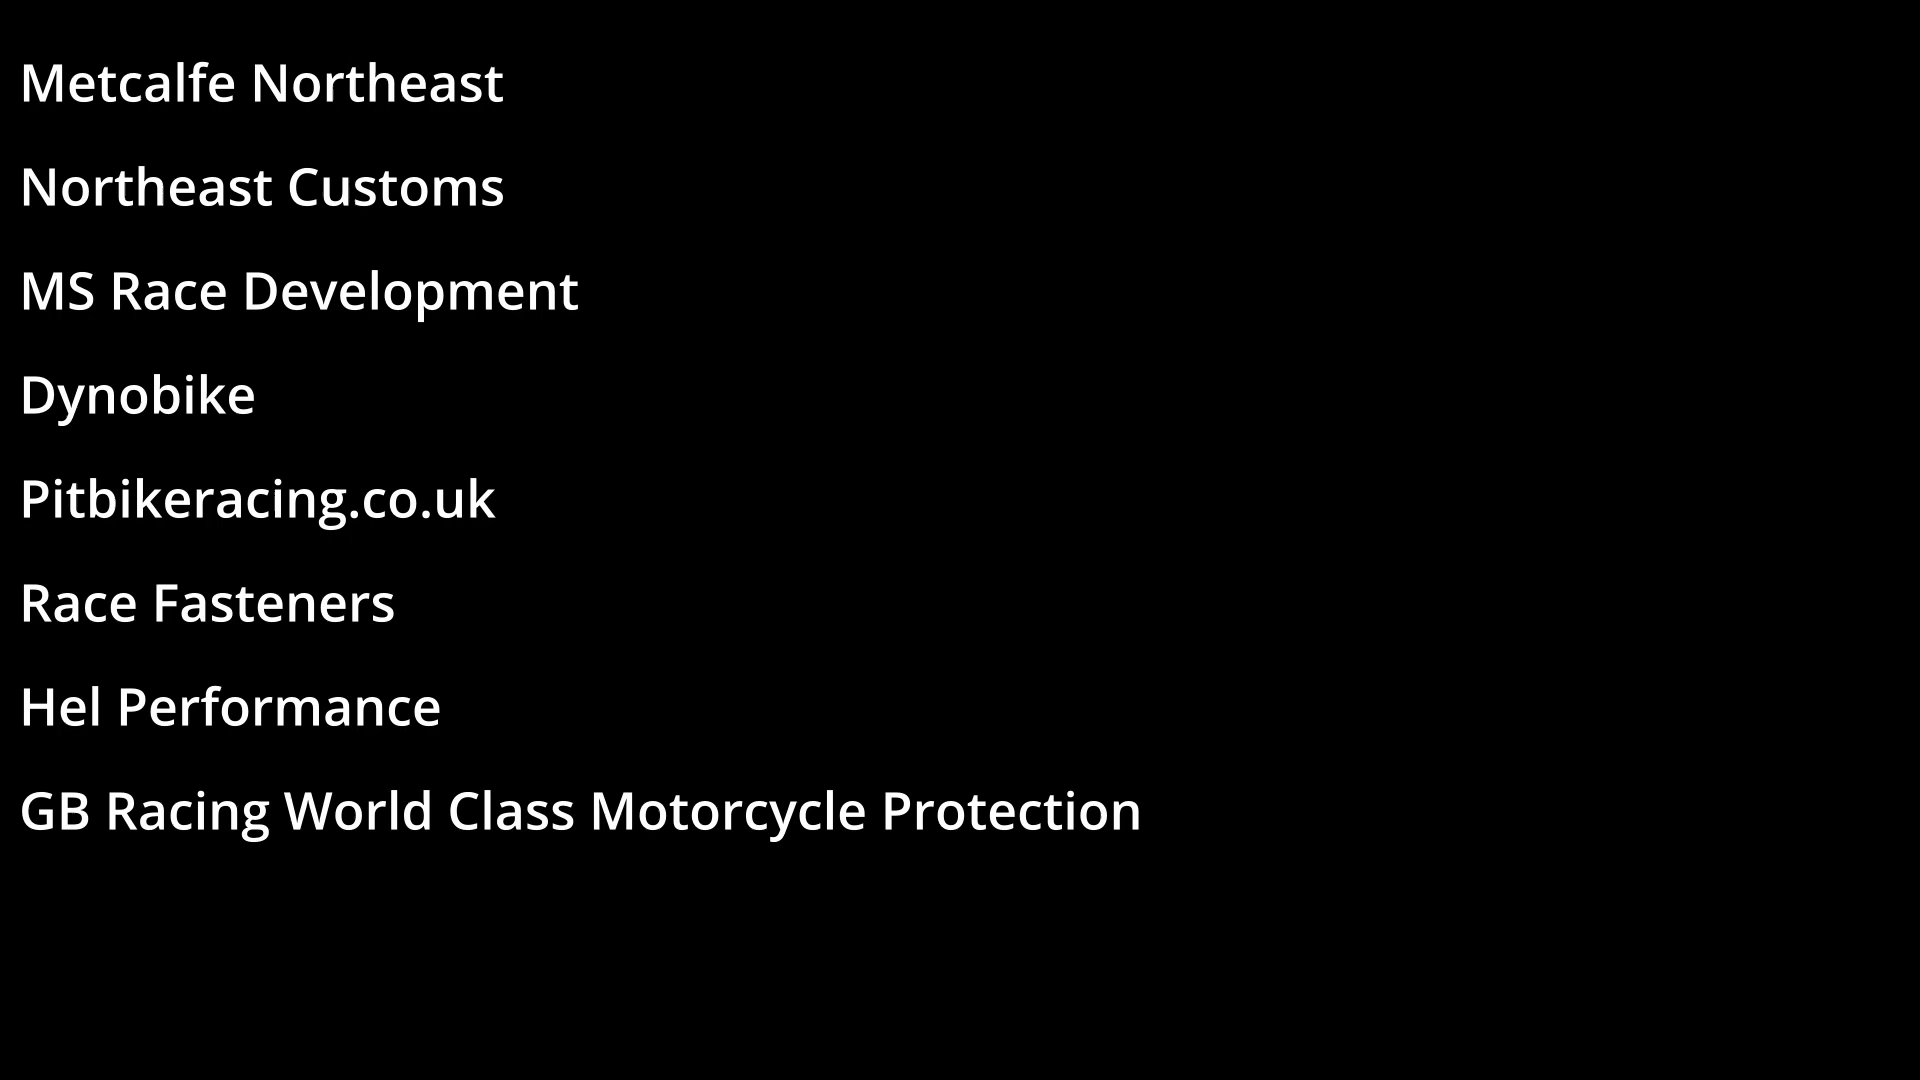 Metcalfe Northeast
Northeast Customs
MS Race Development
Dynobike
Pitbikeracing.co.uk
Race Fasteners
Hel Performance
GB Racing World Class Motorcycle Protection